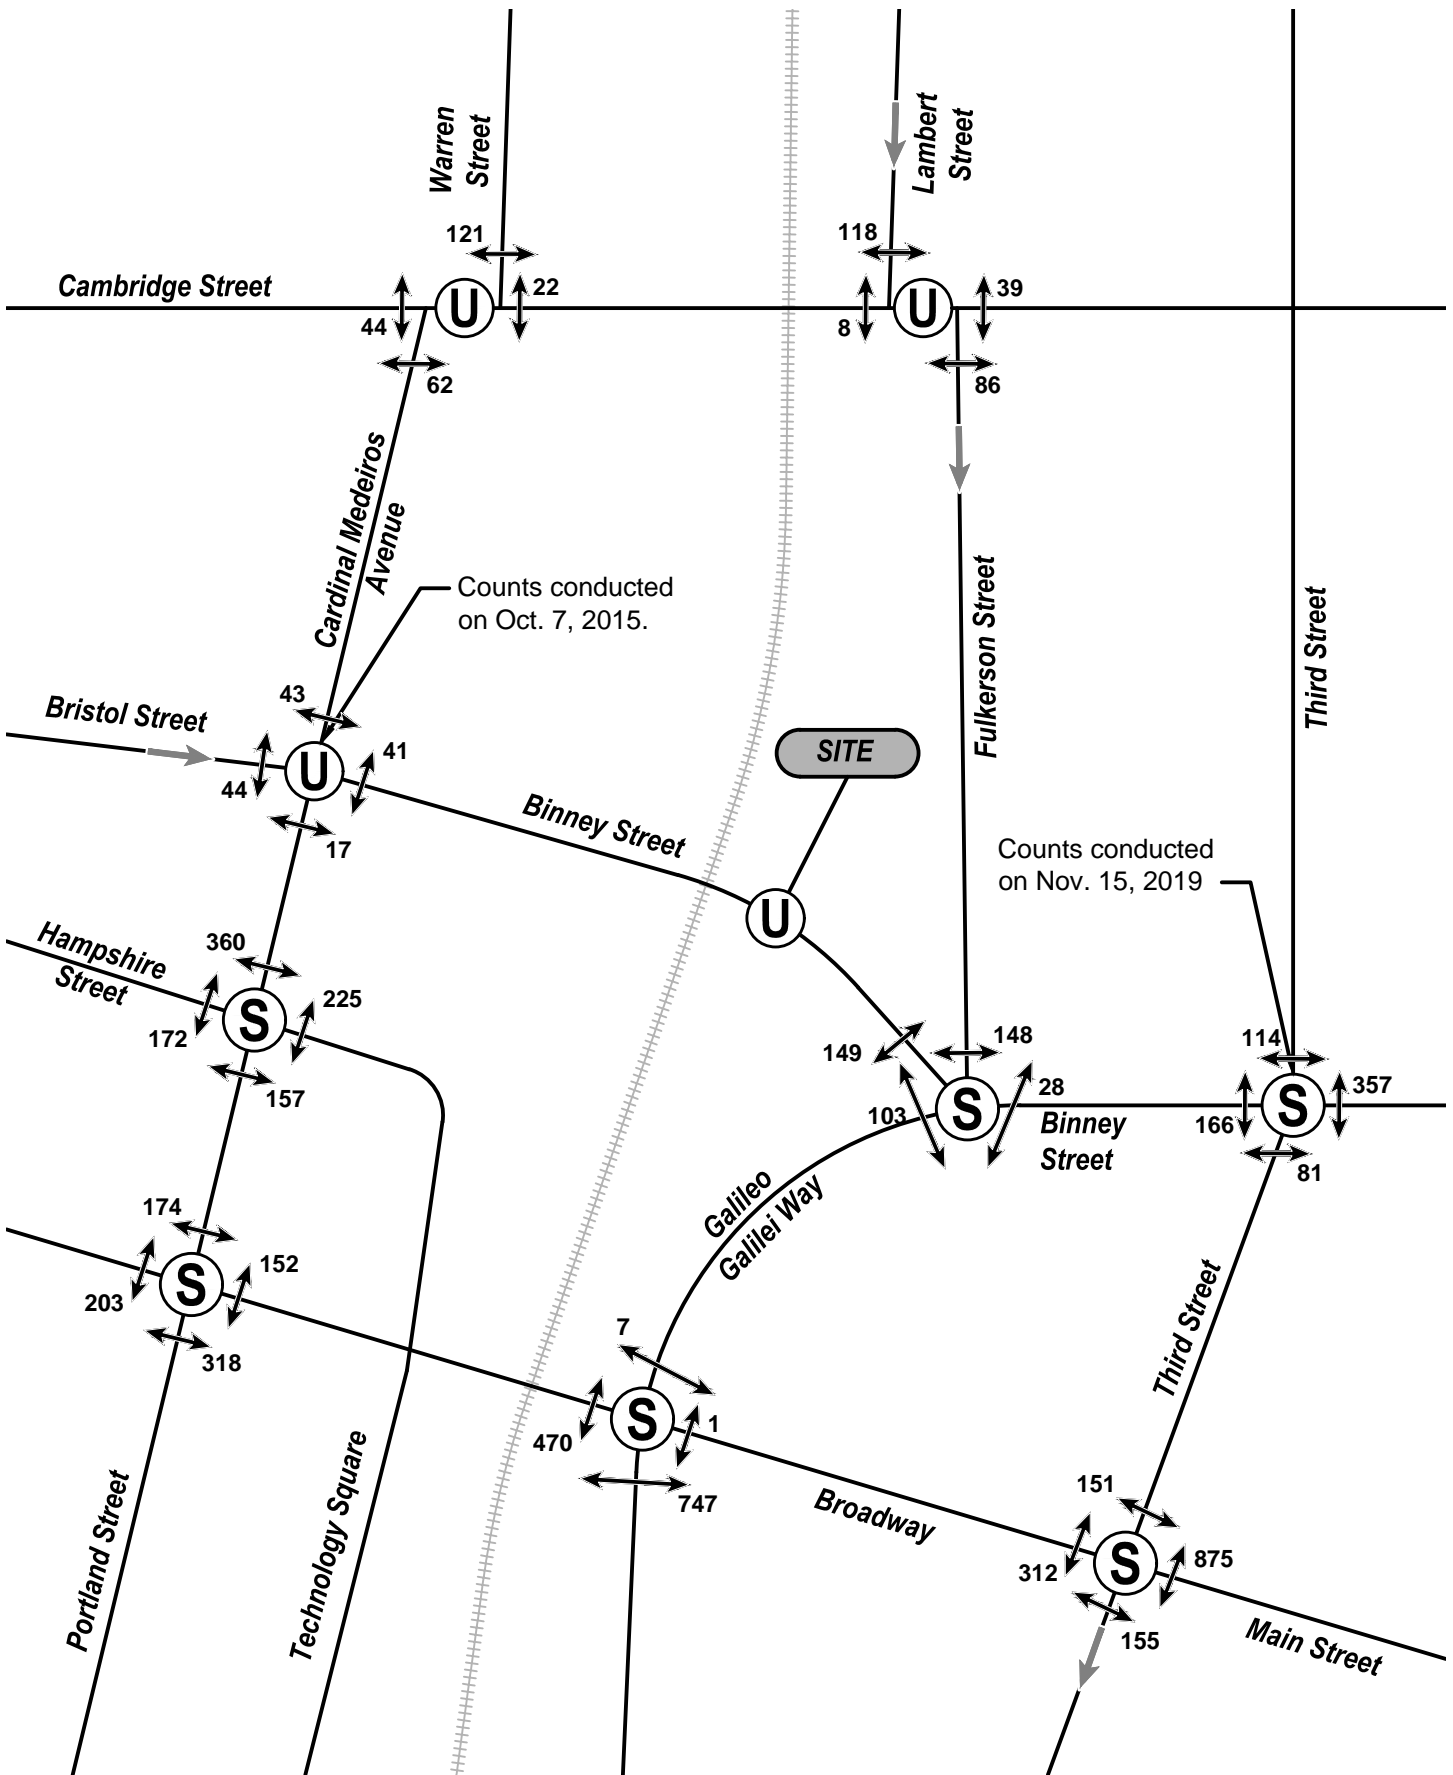 Warren
Street
Lambert
Street
121
118
Cambridge Street
U
22
U
39
44
8
62
86
Cardinal Medeiros
Avenue
Counts conducted
on Oct. 7, 2015.
Fulkerson Street
Third Street
Bristol Street
43
41
U
44
17
SITE
Binney Street
Counts conducted
on Nov. 15, 2019
U
Hampshire
Street
360
225
S
172
157
149
148
28
103
S
Binney
Street
114
357
S
166
81
Galileo
Galilei Way
174
152
S
203
318
Third Street
7
1
S
470
747
Broadway
Portland Street
Technology Square
151
875
S
312
155
Main Street